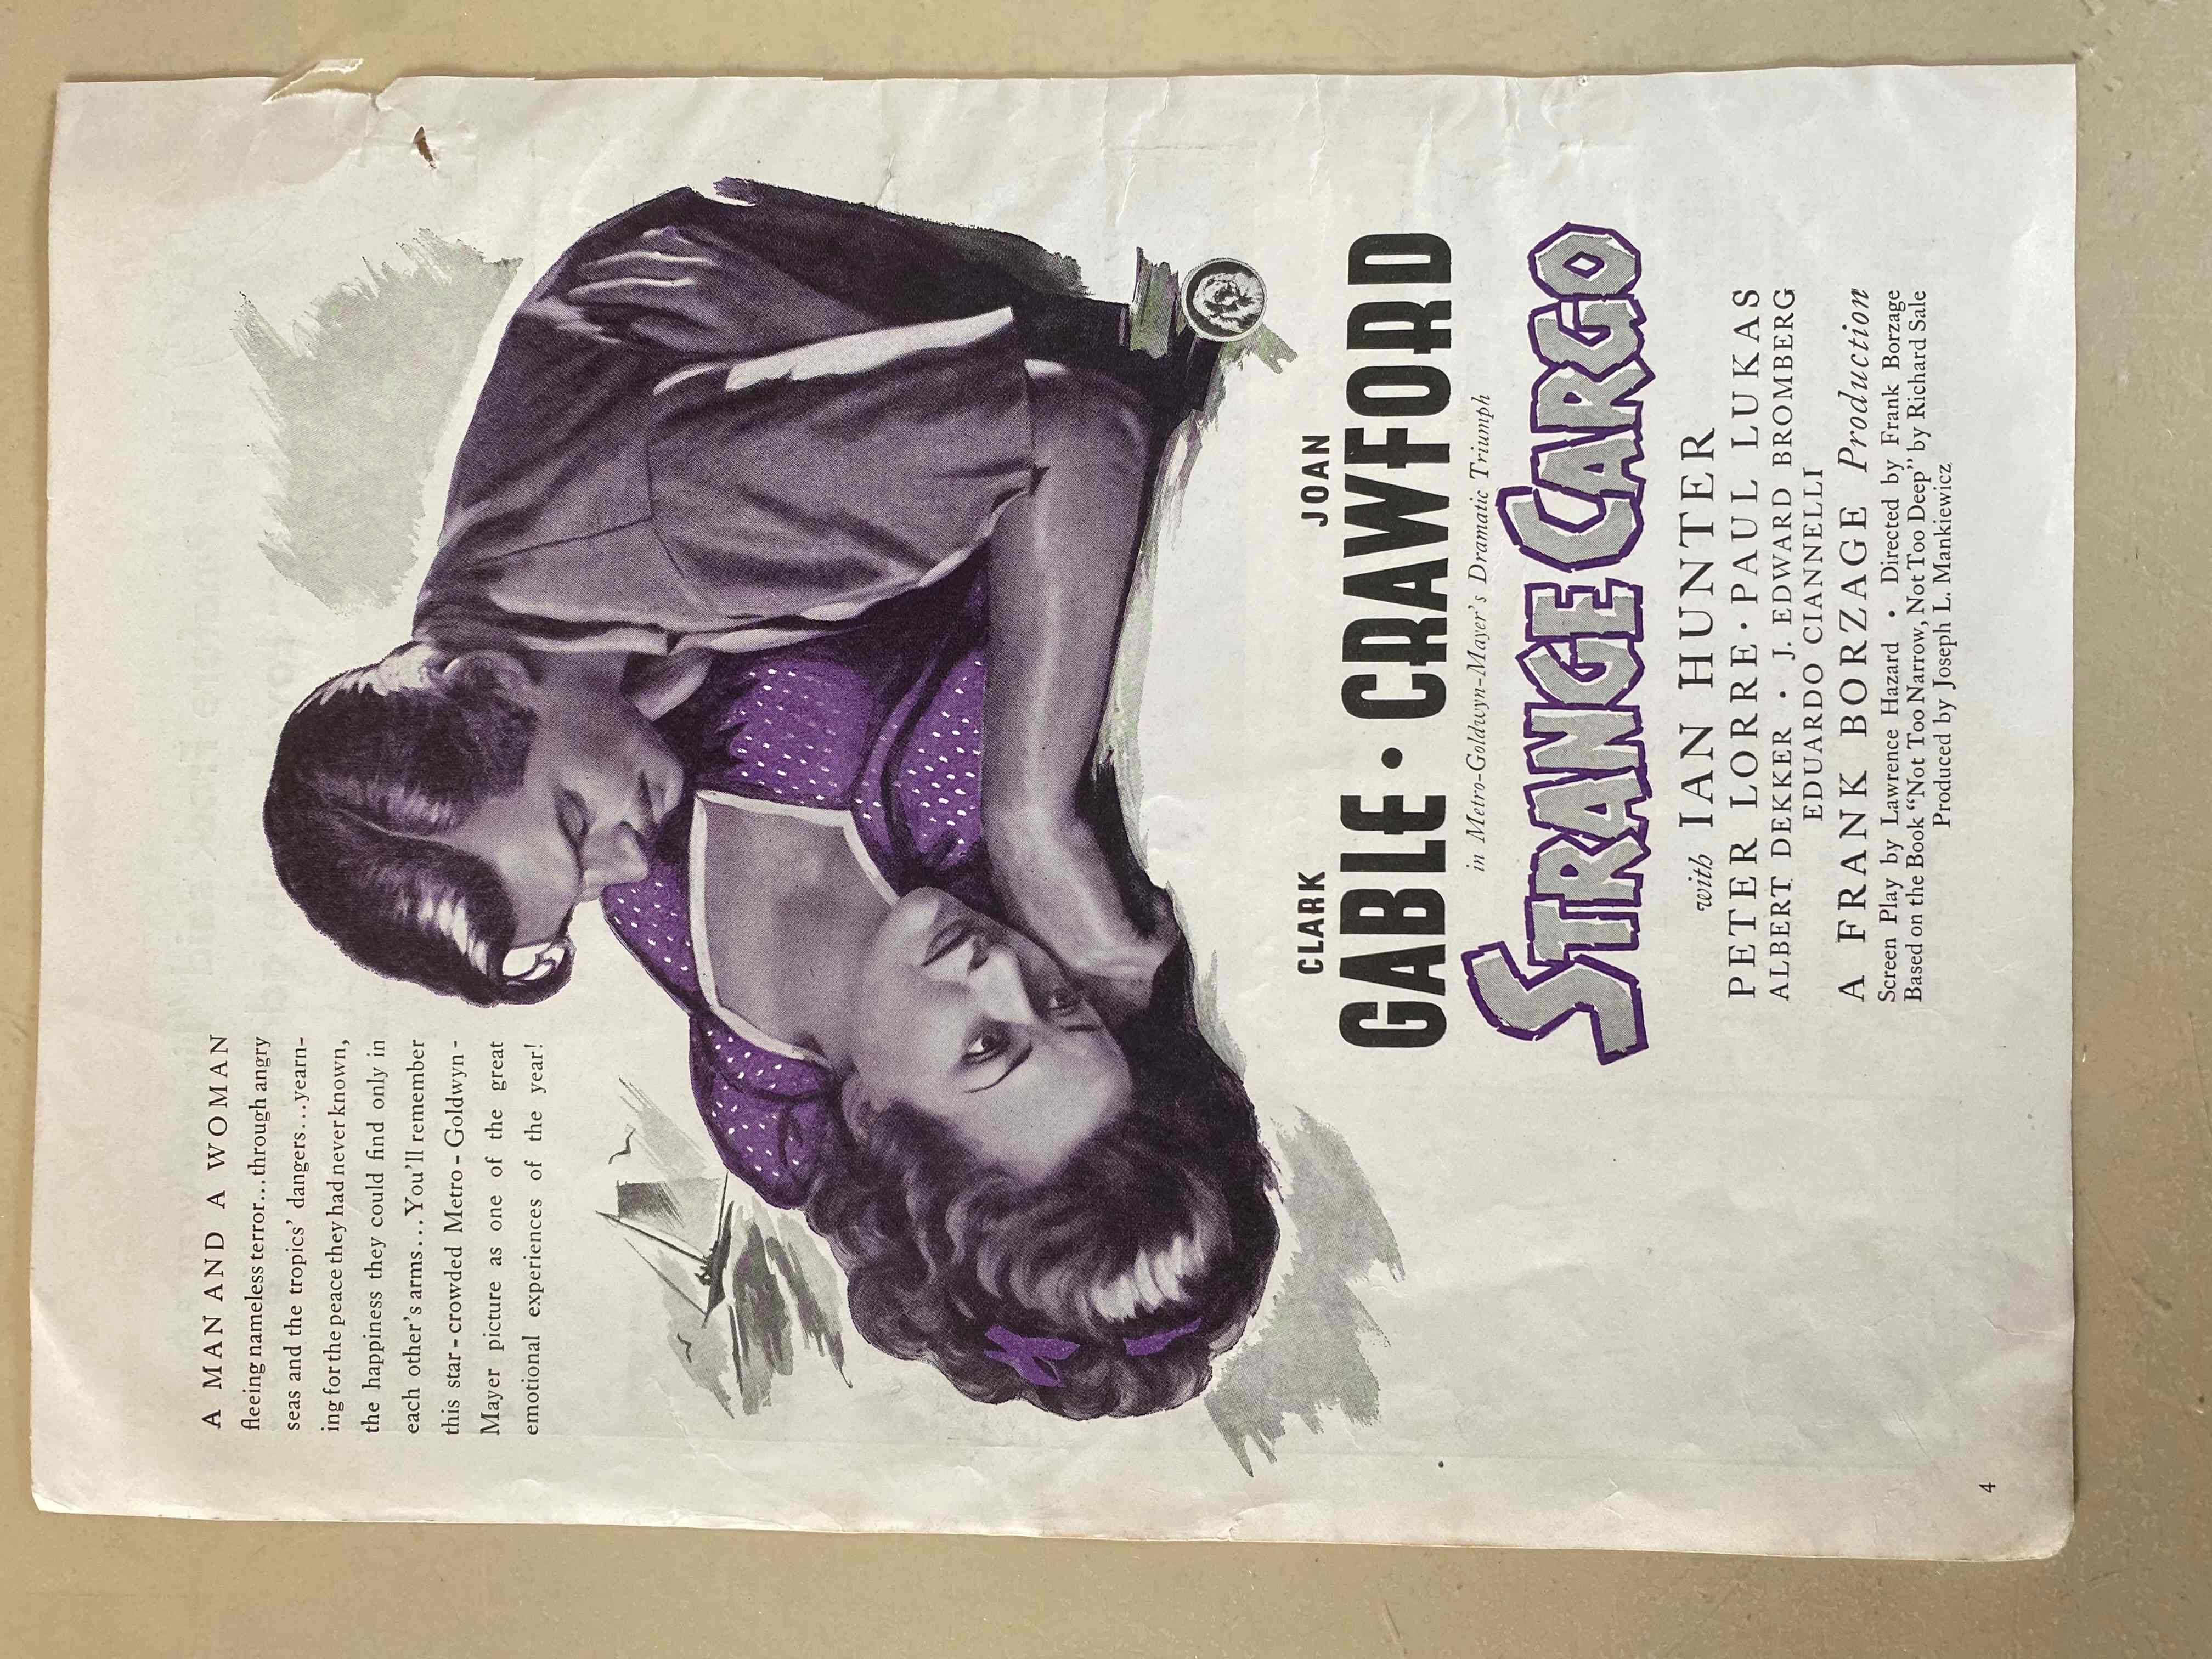 A MAN AND A WOMAN
fleeing nameless terror...through angry
seas and the tropics' dangers...yearn-
ing for the peace they had never known,
the happiness they could find only in
each other's arms...You'll remember
this star-crowded Metro-Goldwyn-
Mayer picture as one of the great
emotional experiences of the year!
CLARK JOAN
GABLE • CRAWFORD
in Metro-Goldwyn-Mayer's Dramatic Triumph
STRANGE CARGO
with IAN HUNTER
PETER LORRE • PAUL LUKAS
ALBERT DEKKER • J. EDWARD BROMBERG
EDUARDO CIANNELLI
A FRANK BORZAGE Production
Screen Play by Lawrence Hazard • Directed by Frank Borzage
Based on the Book “Not Too Narrow, Not Too Deep” by Richard Sale
Produced by Joseph L. Mankiewicz
4